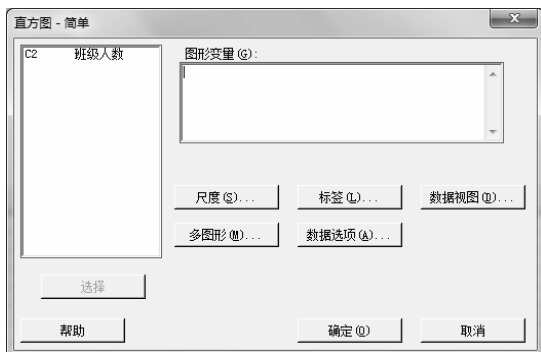 直方图 - 简单
C2 班级人数
图形变量(G):
尺度(S)... 标签(L)... 数据视图(D)...
多图形(M)... 数据选项(A)...
选择
帮助 确定(O) 取消